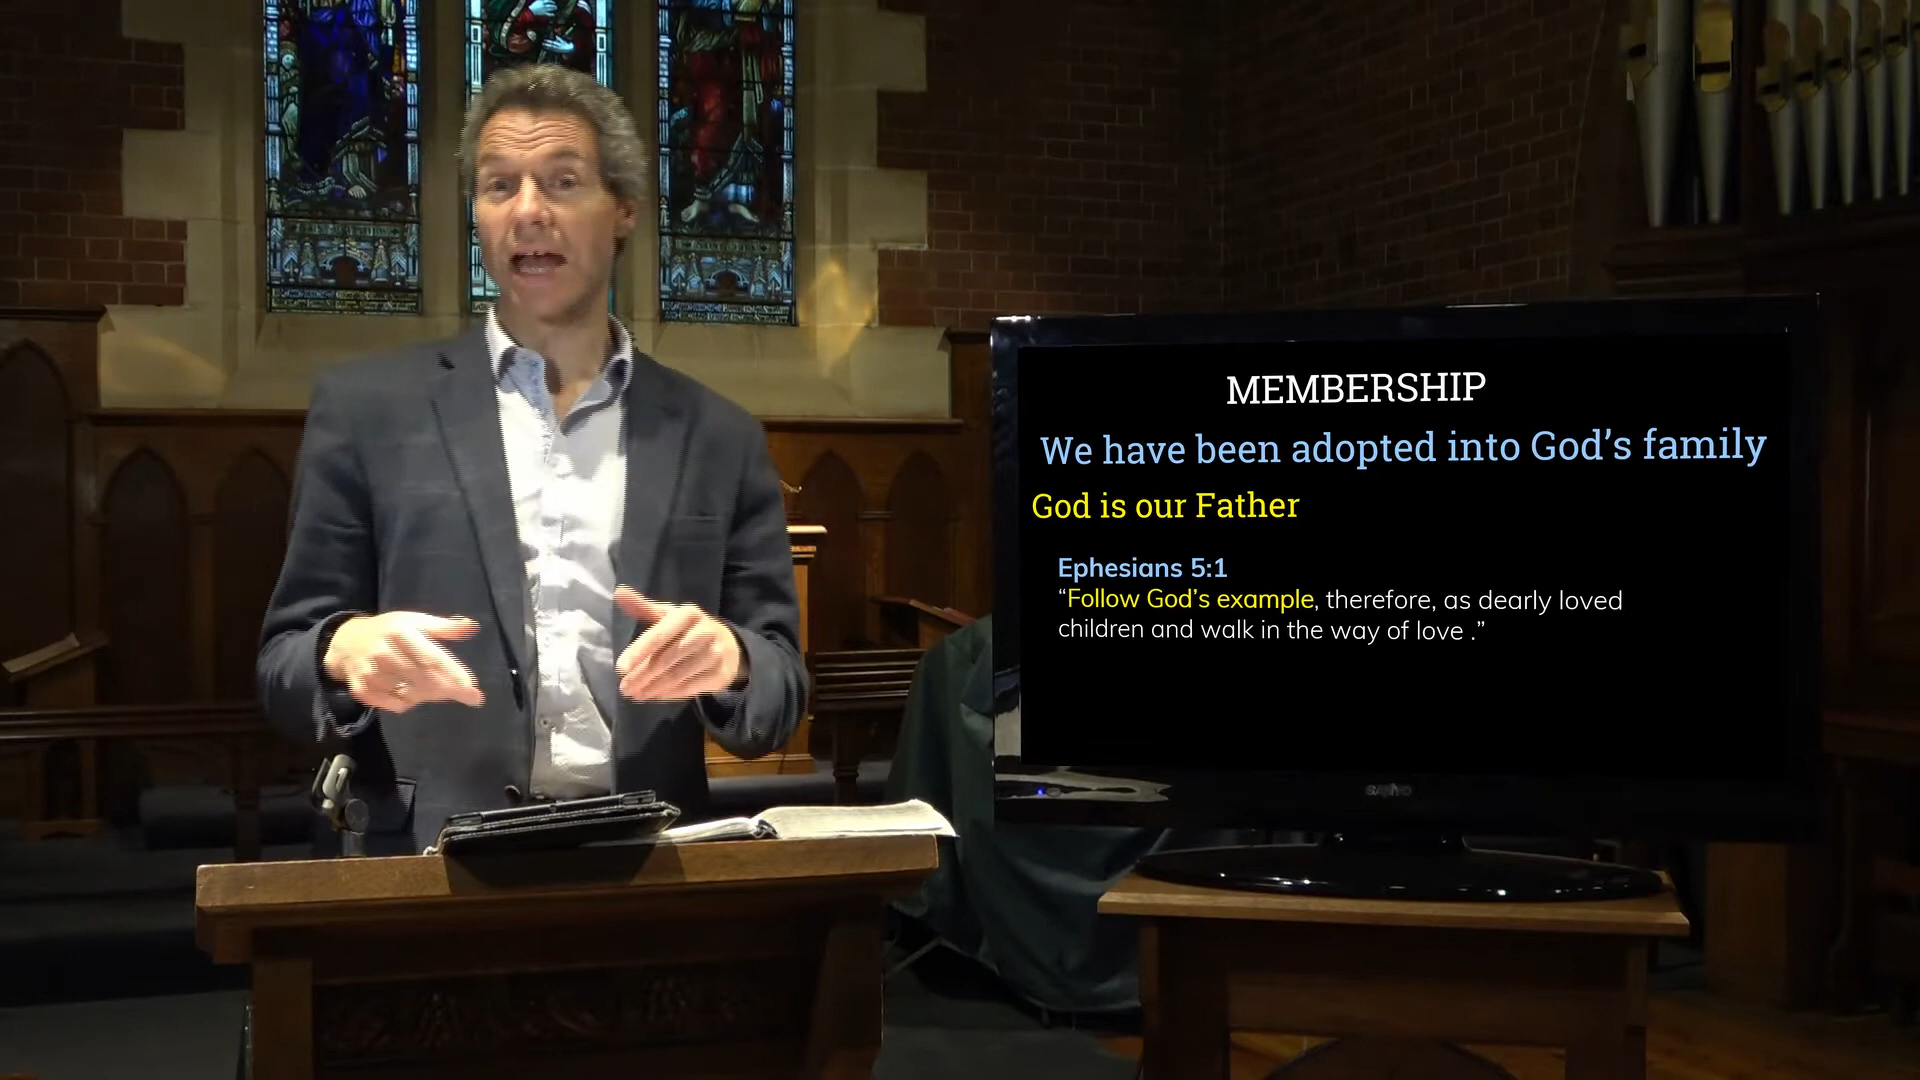 MEMBERSHIP
We have been adopted into God's family
God is our Father
Ephesians 5:1
“Follow God's example, therefore, as dearly loved
children and walk in the way of love .”